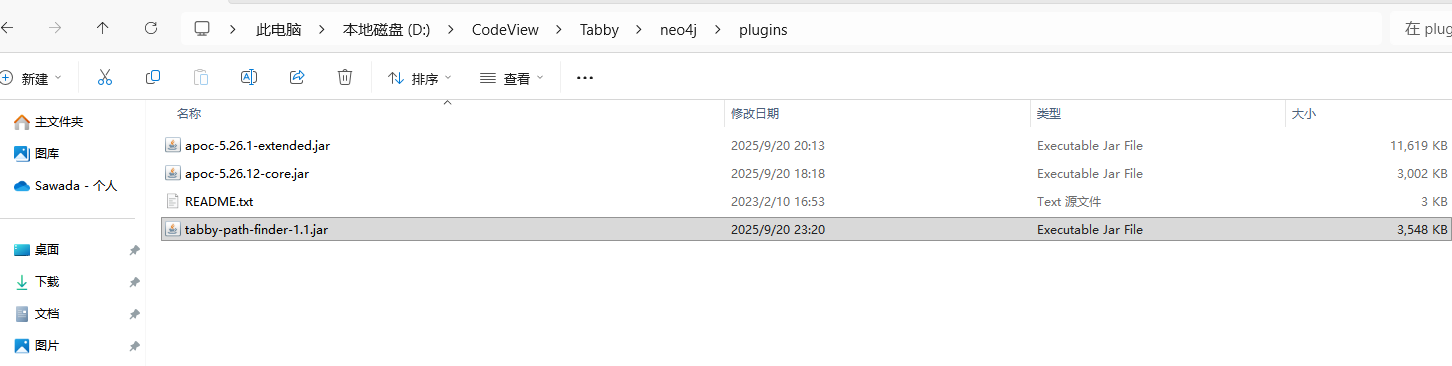 此电脑 > 本地磁盘 (D:) > CodeView > Tabby > neo4j > plugins
在 plug
新建 排序 查看 ...
名称 修改日期 类型 大小
主文件夹
图库
Sawada - 个人
桌面
下载
文档
图片
apoc-5.26.1-extended.jar 2025/9/20 20:13 Executable Jar File 11,619 KB
apoc-5.26.12-core.jar 2025/9/20 18:18 Executable Jar File 3,002 KB
README.txt 2023/2/10 16:53 Text 源文件 3 KB
tabby-path-finder-1.1.jar 2025/9/20 23:20 Executable Jar File 3,548 KB